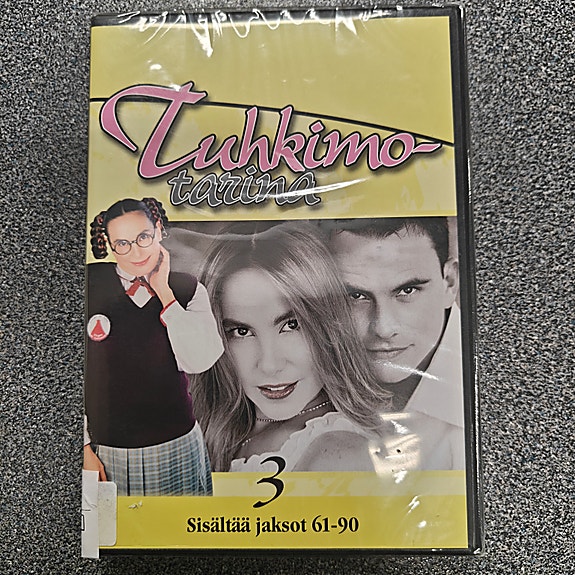 Tuhkimo-
tarina
3
Sisältää jaksot 61-90